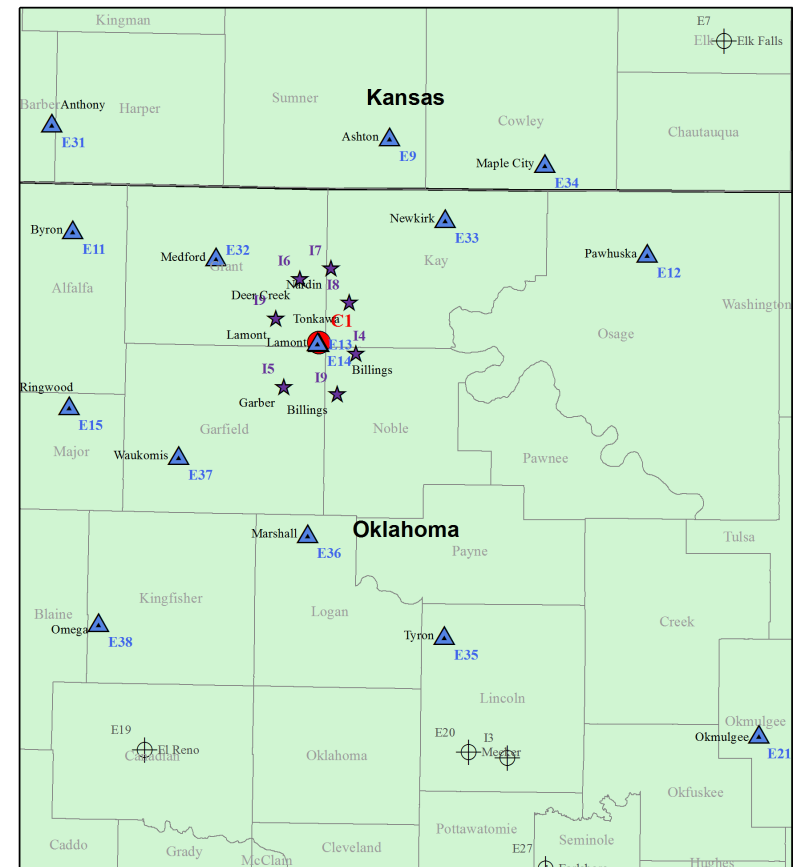 Kingman
E7
Elk
Elk Falls
Barber
Anthony
Harper
Sumner
Kansas
Cowley
Chautauqua
E31
Ashton
E9
Maple City
E34
Byron
E11
Medford
E32
Grant
Newkirk
E33
Kay
Pawhuska
E12
I6
I7
Nardin
I8
Alfalfa
Deer Creek
I9
Washington
Tonkawa
C1
Osage
Lamont
Lamont
E13
I4
E14
Billings
I5
I9
Ringwood
Garber
Billings
E15
Garfield
Noble
Major
Waukomis
E37
Pawnee
Marshall
Oklahoma
E36
Payne
Tulsa
Kingfisher
Logan
Blaine
Omega
E38
Tyron
E35
Creek
Lincoln
E19
El Reno
Canadian
Oklahoma
E20
I3
Meeker
Okmulgee
Okmulgee
E21
Okfuskee
Pottawatomie
Seminole
Caddo
Grady
McClain
Cleveland
E27
Hughes